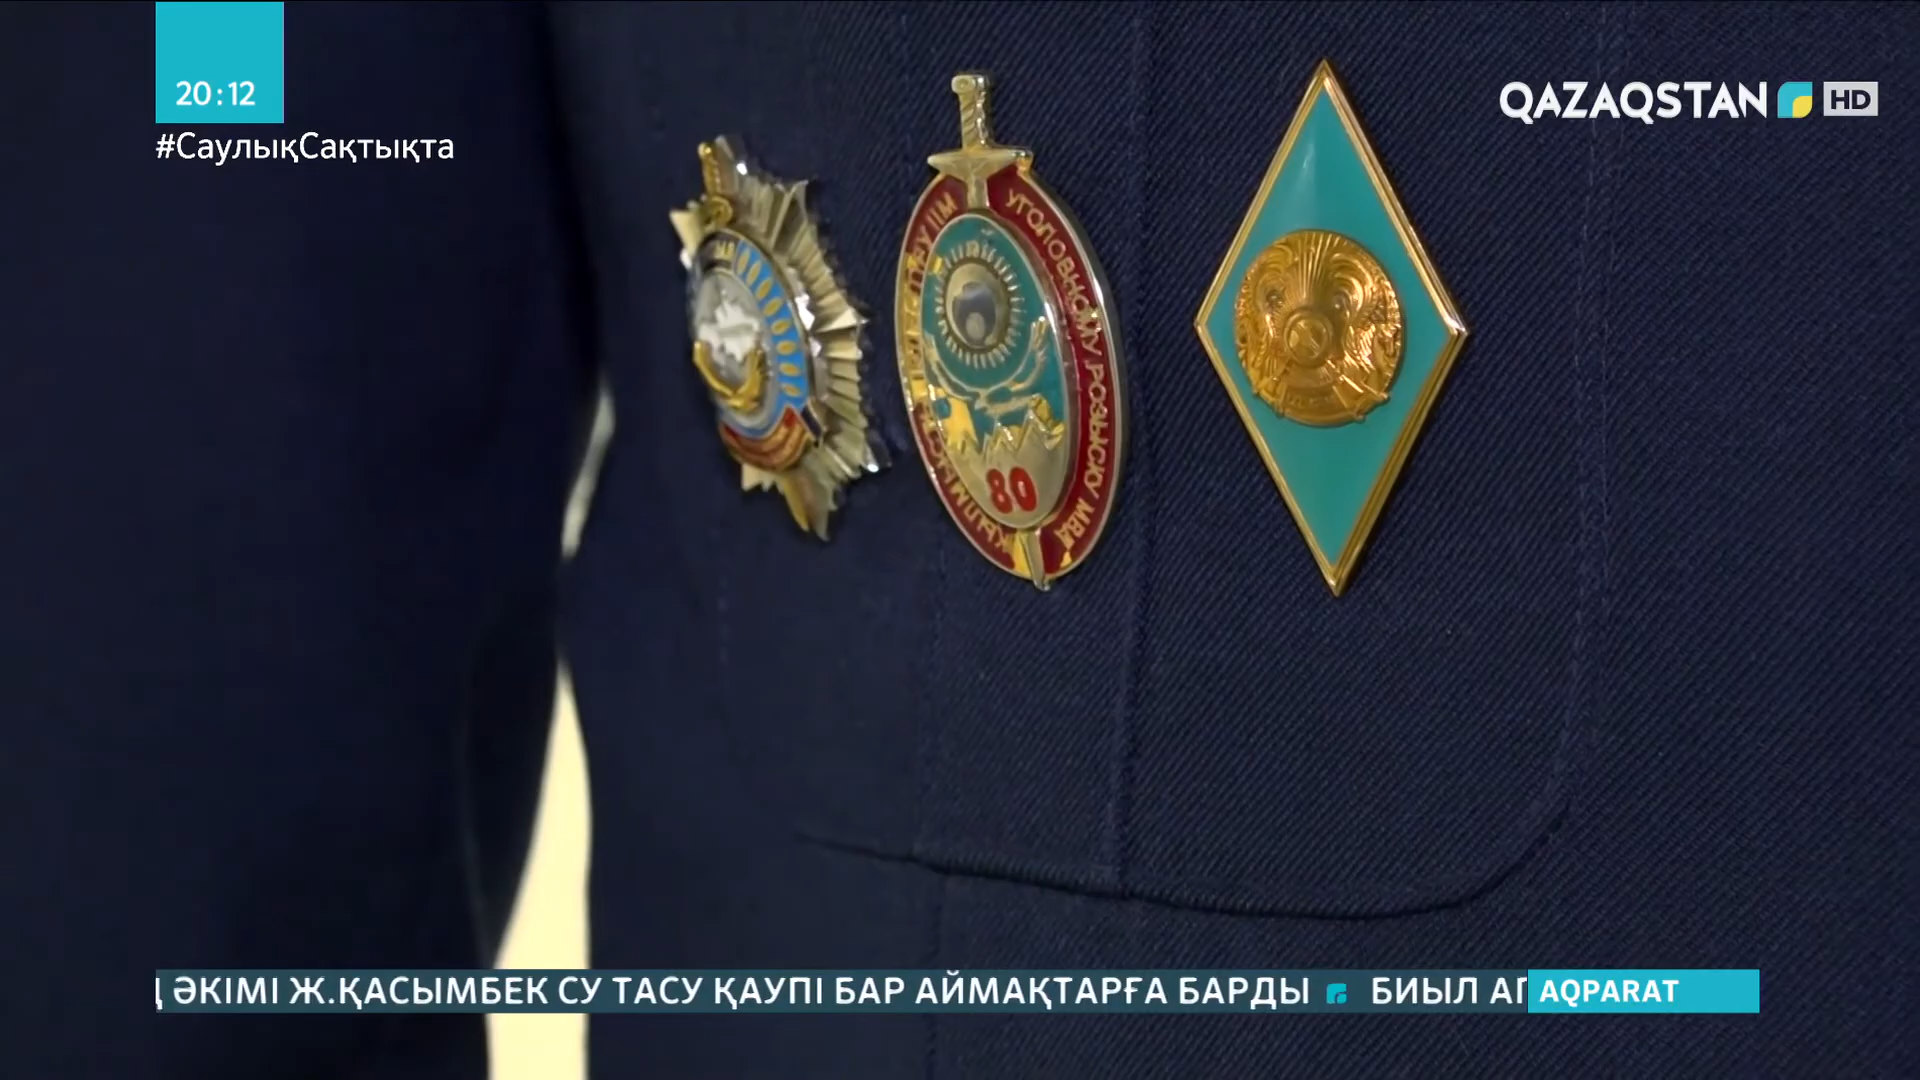 20:12
#СаулықСақтықта
QAZAQSTAN HD
УГОЛОВНОМУ РОЗЫСКУ МВД
ІІМ
80
ӘКІМІ Ж.ҚАСЫМБЕК СУ ТАСУ ҚАУПІ БАР АЙМАҚТАРҒА БАРДЫ БИЫЛ
AQPARAT